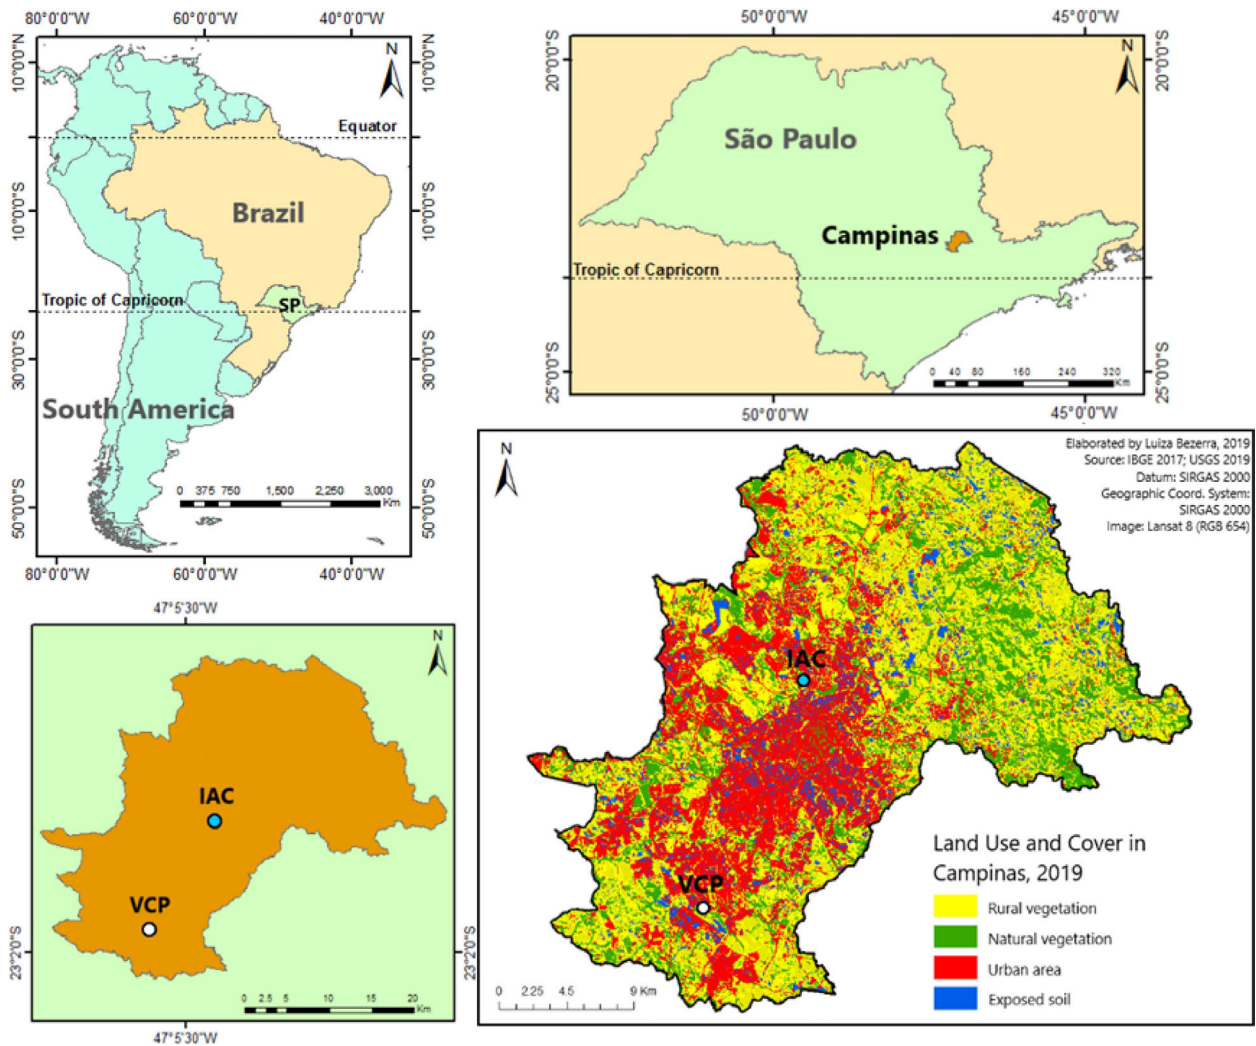 80°0'0"W 60°0'0"W 40°0'0"W
10°0'0"N 10°0'0"N
N
Equator
Brazil
10°0'0"S 10°0'0"S
Tropic of Capricorn
SP
30°0'0"S 30°0'0"S
South America
0 375 750 1,500 2,250 3,000
Km
50°0'0"S 50°0'0"S
80°0'0"W 60°0'0"W 40°0'0"W
50°0'0"W 45°0'0"W
20°0'0"S 20°0'0"S
N
São Paulo
Campinas
Tropic of Capricorn
25°0'0"S 25°0'0"S
0 40 80 160 240 320
Km
50°0'0"W 45°0'0"W
47°5'30"W
N
IAC
VCP
23°2'0"S 23°2'0"S
0 2.5 5 10 15 20
Km
47°5'30"W
N
Elaborated by Luiza Bezerra, 2019
Source: IBGE 2017; USGS 2019
Datum: SIRGAS 2000
Geographic Coord. System:
SIRGAS 2000
Image: Lansat 8 (RGB 654)
IAC
VCP
0 2.25 4.5 9 Km
Land Use and Cover in
Campinas, 2019
Rural vegetation
Natural vegetation
Urban area
Exposed soil